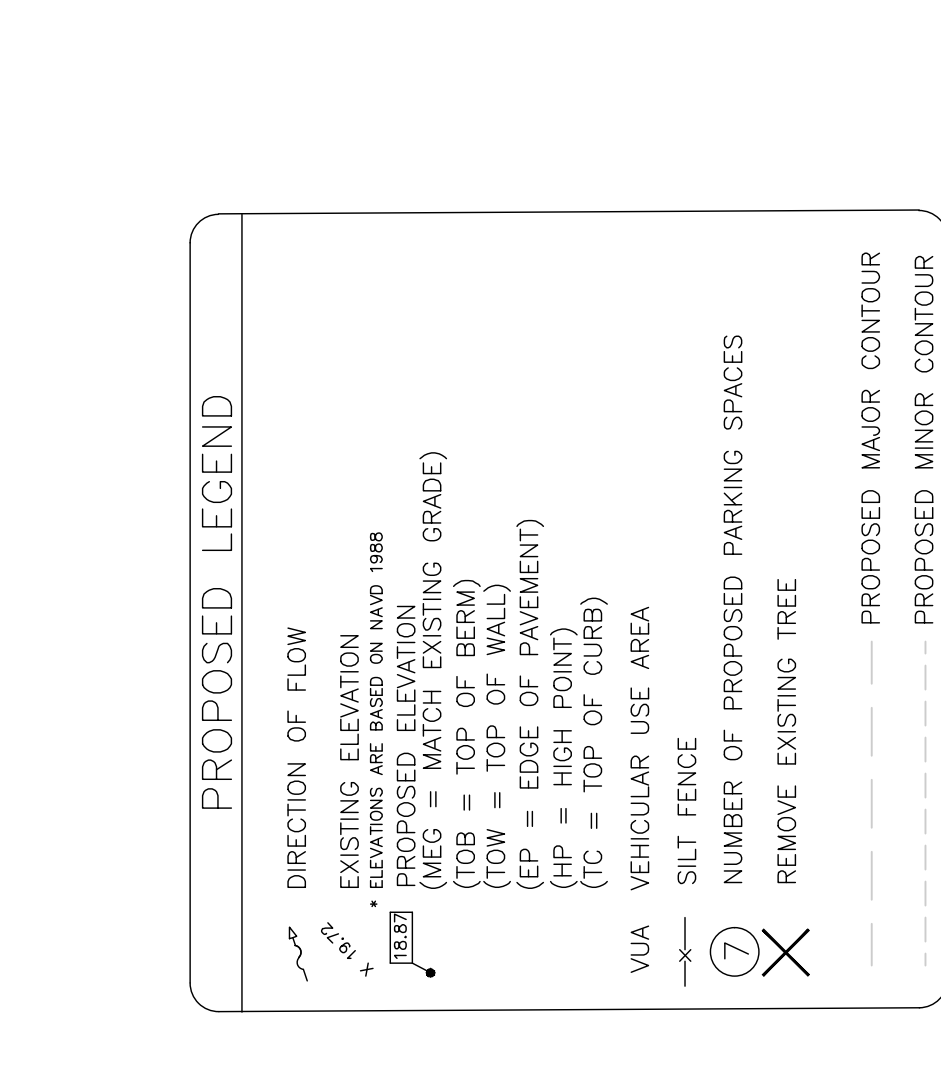 PROPOSED LEGEND
DIRECTION OF FLOW
19.72 EXISTING ELEVATION
* ELEVATIONS ARE BASED ON NAVD 1988
18.87 PROPOSED ELEVATION
(MEG = MATCH EXISTING GRADE)
(TOB = TOP OF BERM)
(TOW = TOP OF WALL)
(EP = EDGE OF PAVEMENT)
(HP = HIGH POINT)
(TC = TOP OF CURB)
VUA VEHICULAR USE AREA
SILT FENCE
7 NUMBER OF PROPOSED PARKING SPACES
REMOVE EXISTING TREE
PROPOSED MAJOR CONTOUR
PROPOSED MINOR CONTOUR